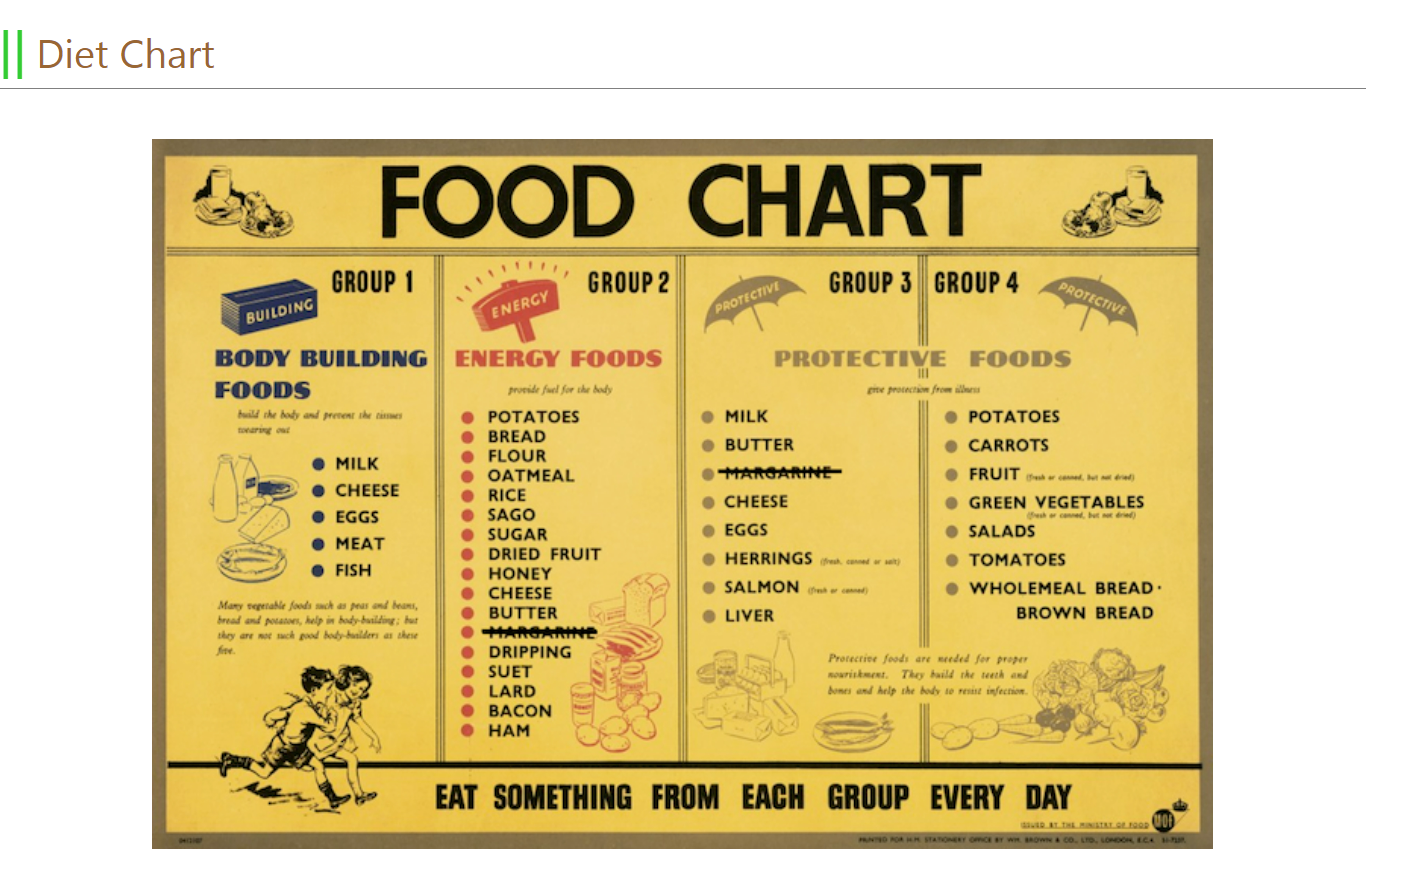 Diet Chart
FOOD CHART
BUILDING
GROUP 1
BODY BUILDING
FOODS
build the body and prevent the tissues
wearing out
MILK
CHEESE
EGGS
MEAT
FISH
Many vegetable foods such as peas and beans,
bread and potatoes, help in body-building; but
they are not such good body-builders as these
five.
ENERGY
GROUP 2
ENERGY FOODS
provide fuel for the body
POTATOES
BREAD
FLOUR
OATMEAL
RICE
SAGO
SUGAR
DRIED FRUIT
HONEY
CHEESE
BUTTER
MARGARINE
DRIPPING
SUET
LARD
BACON
HAM
PROTECTIVE
GROUP 3
GROUP 4
PROTECTIVE
PROTECTIVE FOODS
give protection from illness
MILK
BUTTER
MARGARINE
CHEESE
EGGS
HERRINGS (fresh, canned or salt)
SALMON (fresh or canned)
LIVER
POTATOES
CARROTS
FRUIT (fresh or canned, but not dried)
GREEN VEGETABLES
(fresh or canned, but not dried)
SALADS
TOMATOES
WHOLEMEAL BREAD·
BROWN BREAD
Protective foods are needed for proper
nourishment. They build the teeth and
bones and help the body to resist infection.
EAT SOMETHING FROM EACH GROUP EVERY DAY
ISSUED BY THE MINISTRY OF FOOD
MOF
PRINTED FOR H.M. STATIONERY OFFICE BY WM. BROWN & CO., LTD., LONDON, E.C.4.